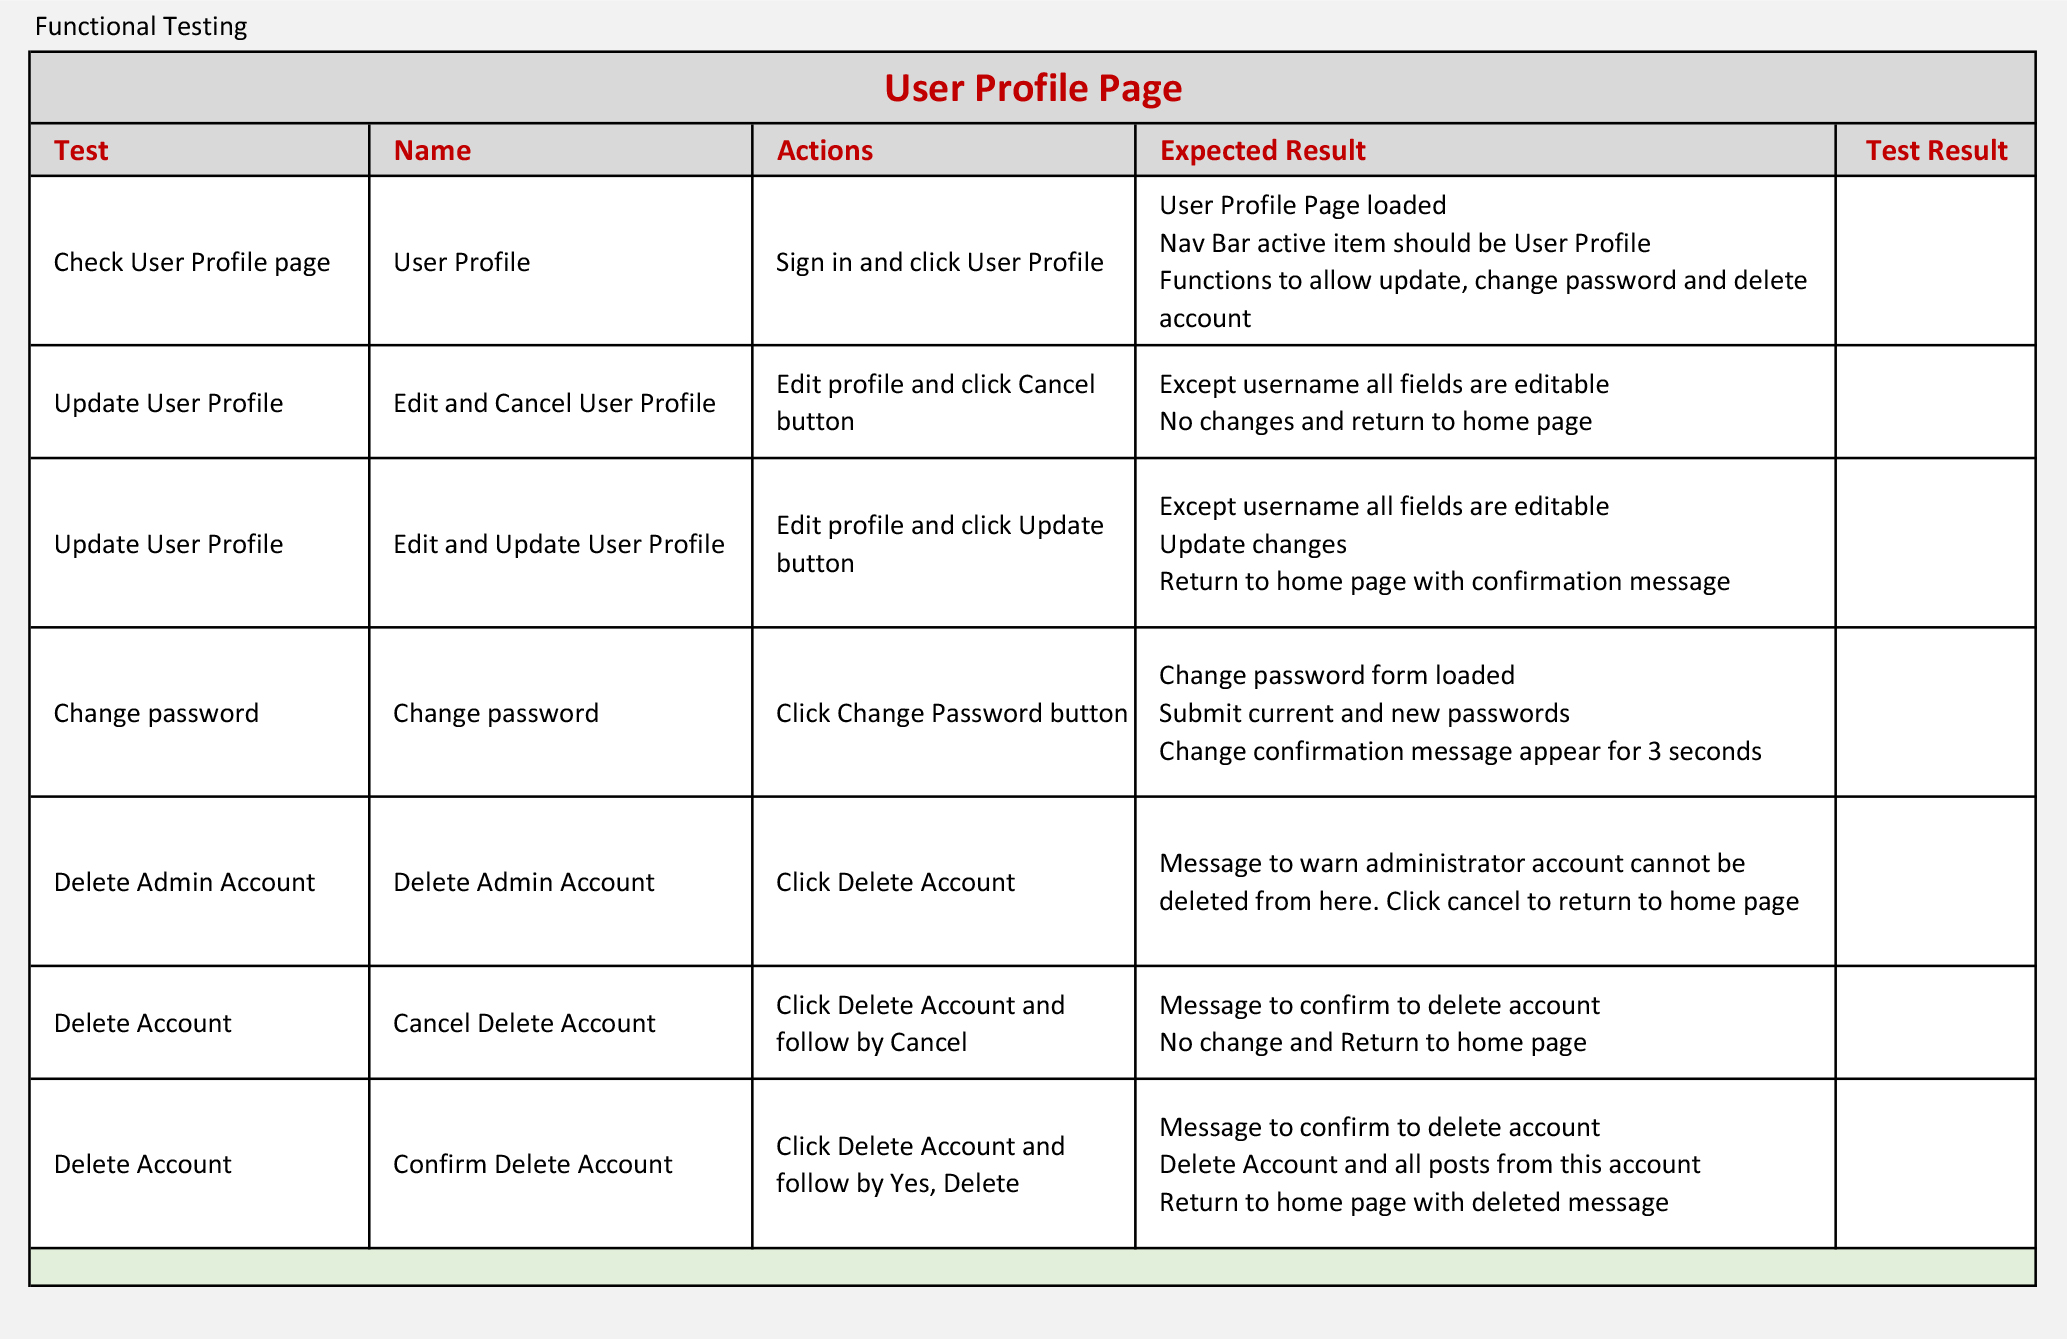 Functional Testing
User Profile Page
Test Name Actions Expected Result Test Result
Check User Profile page
User Profile
Sign in and click User Profile
User Profile Page loaded
Nav Bar active item should be User Profile
Functions to allow update, change password and delete
account
Update User Profile
Edit and Cancel User Profile
Edit profile and click Cancel
button
Except username all fields are editable
No changes and return to home page
Update User Profile
Edit and Update User Profile
Edit profile and click Update
button
Except username all fields are editable
Update changes
Return to home page with confirmation message
Change password
Change password
Click Change Password button
Change password form loaded
Submit current and new passwords
Change confirmation message appear for 3 seconds
Delete Admin Account
Delete Admin Account
Click Delete Account
Message to warn administrator account cannot be
deleted from here. Click cancel to return to home page
Delete Account
Cancel Delete Account
Click Delete Account and
follow by Cancel
Message to confirm to delete account
No change and Return to home page
Delete Account
Confirm Delete Account
Click Delete Account and
follow by Yes, Delete
Message to confirm to delete account
Delete Account and all posts from this account
Return to home page with deleted message